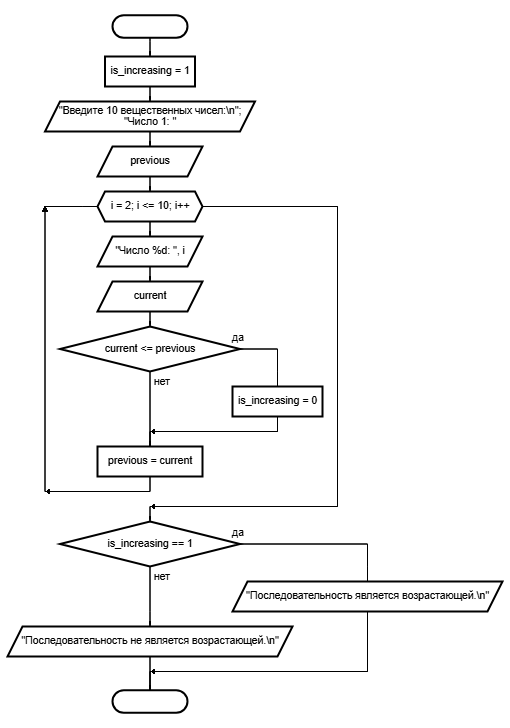 is_increasing = 1
"Введите 10 вещественных чисел:\n";
"Число 1: "
previous
i = 2; i <= 10; i++
"Число %d: ", i
current
current <= previous
да
нет
is_increasing = 0
previous = current
is_increasing == 1
да
нет
"Последовательность является возрастающей.\n"
"Последовательность не является возрастающей.\n"